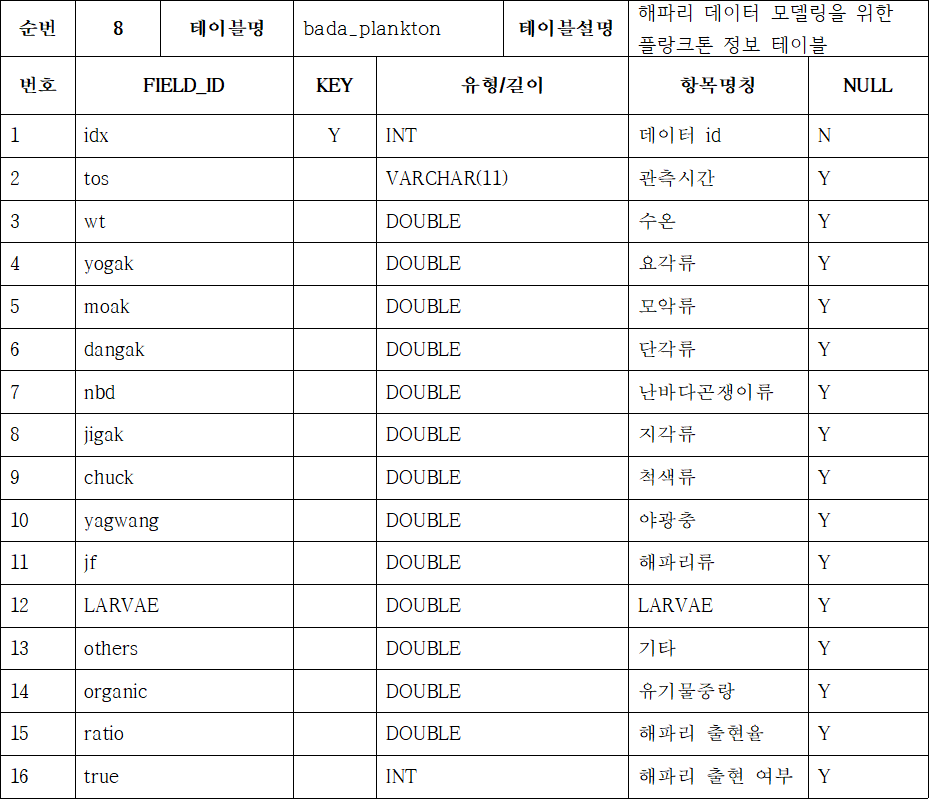 순번 8 테이블명 bada_plankton 테이블설명 해파리 데이터 모델링을 위한
플랑크톤 정보 테이블
번호 FIELD_ID KEY 유형/길이 항목명칭 NULL
1 idx Y INT 데이터 id N
2 tos VARCHAR(11) 관측시간 Y
3 wt DOUBLE 수온 Y
4 yogak DOUBLE 요각류 Y
5 moak DOUBLE 모악류 Y
6 dangak DOUBLE 단각류 Y
7 nbd DOUBLE 난바다곤쟁이류 Y
8 jigak DOUBLE 지각류 Y
9 chuck DOUBLE 척색류 Y
10 yagwang DOUBLE 야광충 Y
11 jf DOUBLE 해파리류 Y
12 LARVAE DOUBLE LARVAE Y
13 others DOUBLE 기타 Y
14 organic DOUBLE 유기물중량 Y
15 ratio DOUBLE 해파리 출현율 Y
16 true INT 해파리 출현 여부 Y